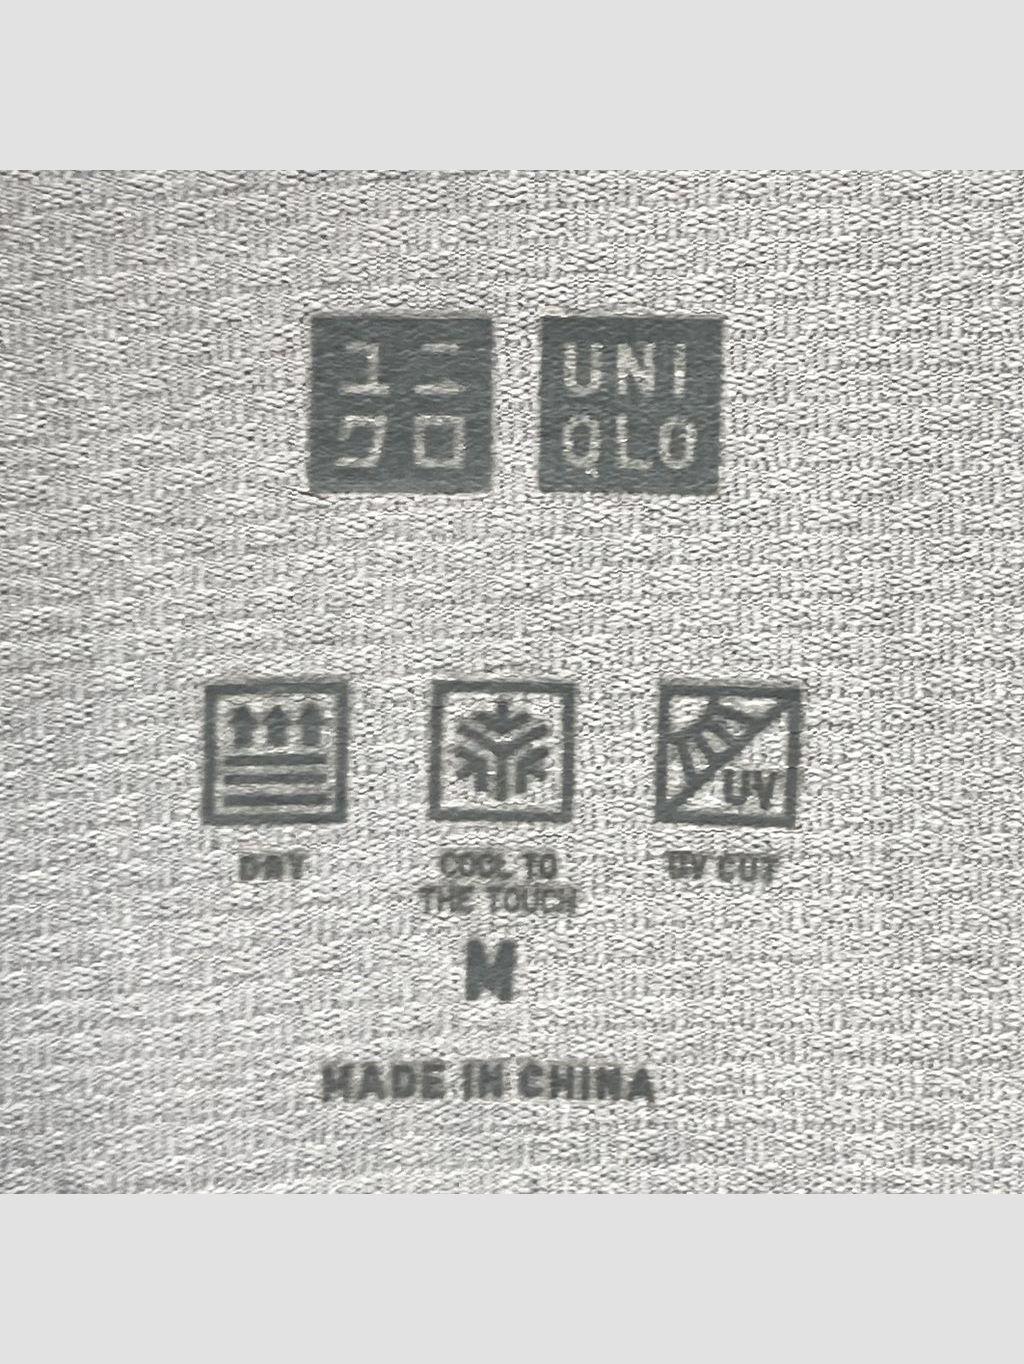 ユニ
クロ
UNI
QLO
UV
DRY
COOL TO
THE TOUCH
UV CUT
M
MADE IN CHINA